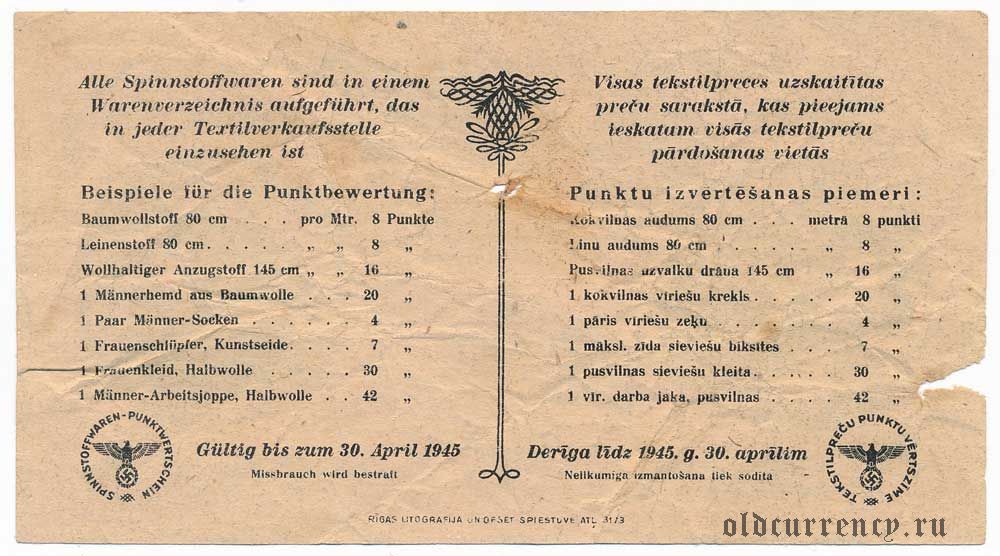 Alle Spinnstoffwaren sind in einem
Warenverzeichnis aufgeführt, das
in jeder Textilverkaufsstelle
einzusehen ist
Beispiele für die Punktbewertung:
Baumwollstoff 80 cm . . . . pro Mtr. 8 Punkte
Leinenstoff 80 cm. . . . . . . „ „ 8 „
Wollhaltiger Anzugstoff 145 cm „ „ 16 „
1 Männerhemd aus Baumwolle . . . 20 „
1 Paar Männer-Socken . . . . . . . 4 „
1 Frauenschlüpfer, Kunstseide. . . . 7 „
1 Frauenkleid, Halbwolle . . . . . . 30 „
1 Männer-Arbeitsjoppe, Halbwolle . . 42 „
SPINNSTOFFWAREN-PUNKTWERTSCHEIN
Gültig bis zum 30. April 1945
Missbrauch wird bestraft
Visas tekstilpreces uzskaitītas
preču sarakstā, kas pieejams
ieskatam visās tekstilpreču
pārdošanas vietās
Punktu izvērtēšanas piemēri:
Kokvilnas audums 80 cm . . . metrā 8 punkti
Linu audums 80 cm . . . . . . „ 8 „
Pusvilnas uzvalku drāna 145 cm „ 16 „
1 kokvilnas vīriešu krekls . . . . . 20 „
1 pāris vīriešu zeķu . . . . . . . . 4 „
1 māksl. zīda sieviešu biksītes . . . 7 „
1 pusvilnas sieviešu kleita . . . . . 30 „
1 vīr. darba jaka, pusvilnas . . . . 42 „
Derīga līdz 1945. g. 30. aprīlim
Nelikumīga izmantošana tiek sodīta
TEKSTILPREČU PUNKTU VĒRTSZĪME
RĪGAS LITOGRAFIJA UN OFSET SPIESTUVE ATL. 31/3
oldcurrency.ru